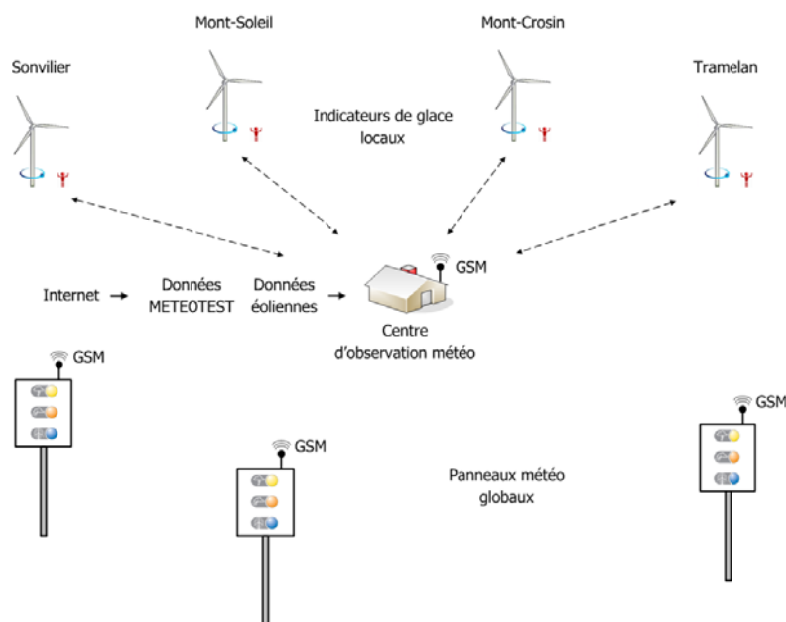 Mont-Soleil
Mont-Crosin
Sonvilier
Tramelan
Indicateurs de glace
locaux
GSM
Internet
Données
METEOTEST
Données
éoliennes
Centre
d'observation météo
GSM
GSM
GSM
Panneaux météo
globaux